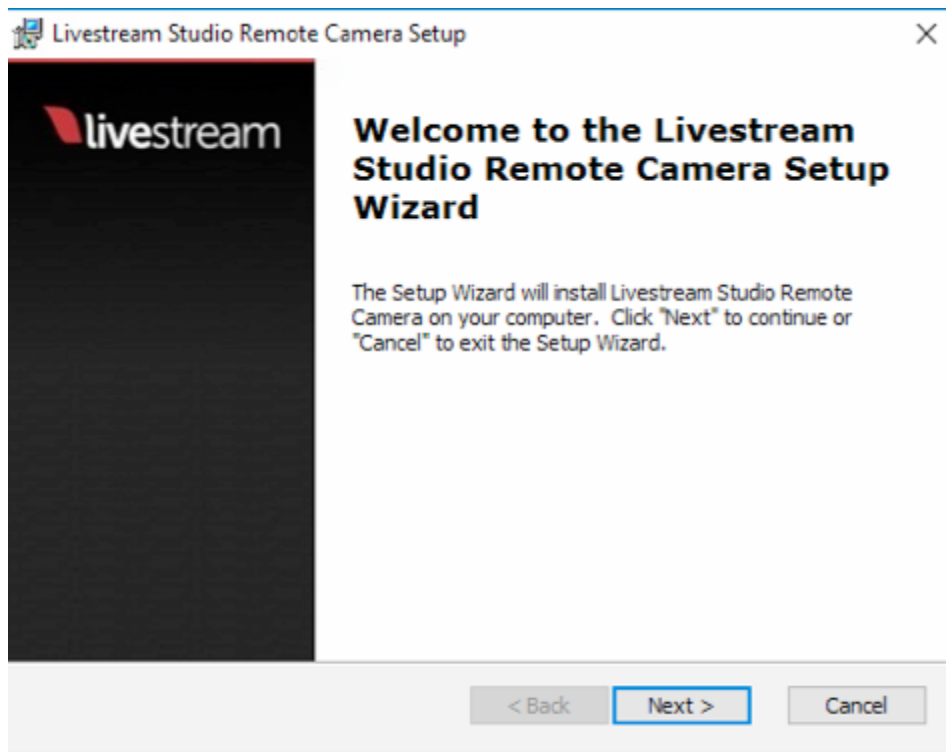 Livestream Studio Remote Camera Setup
livestream
Welcome to the Livestream
Studio Remote Camera Setup
Wizard
The Setup Wizard will install Livestream Studio Remote
Camera on your computer.  Click "Next" to continue or
"Cancel" to exit the Setup Wizard.
< Back
Next >
Cancel